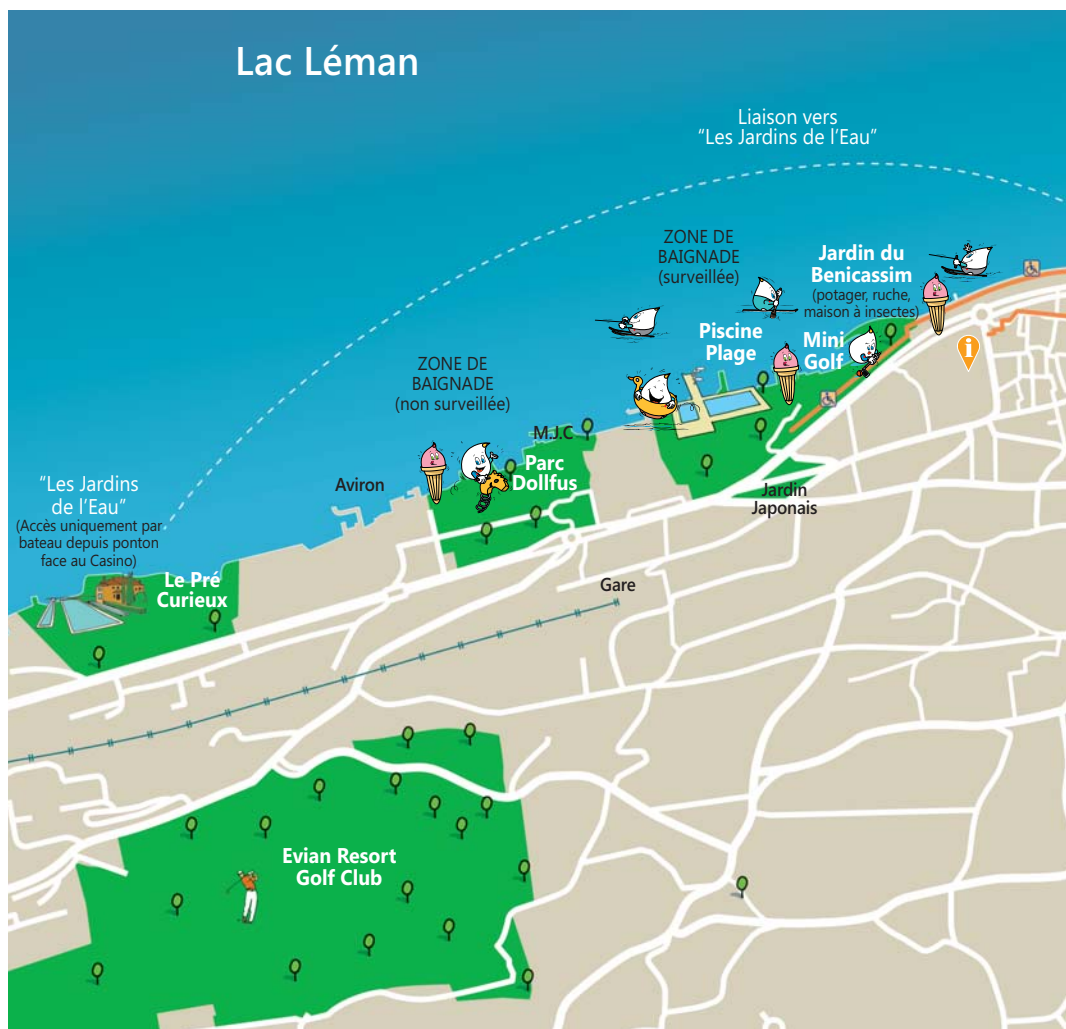 Lac Léman
Liaison vers
"Les Jardins de l'Eau"
ZONE DE
BAIGNADE
(surveillée)
Jardin du
Benicassim
(potager, ruche,
maison à insectes)
Piscine
Plage
Mini
Golf
i
ZONE DE
BAIGNADE
(non surveillée)
M.J.C
Parc
Dollfus
Aviron
Jardin
Japonais
"Les Jardins
de l'Eau"
(Accès uniquement par
bateau depuis ponton
face au Casino)
Le Pré
Curieux
Gare
Evian Resort
Golf Club